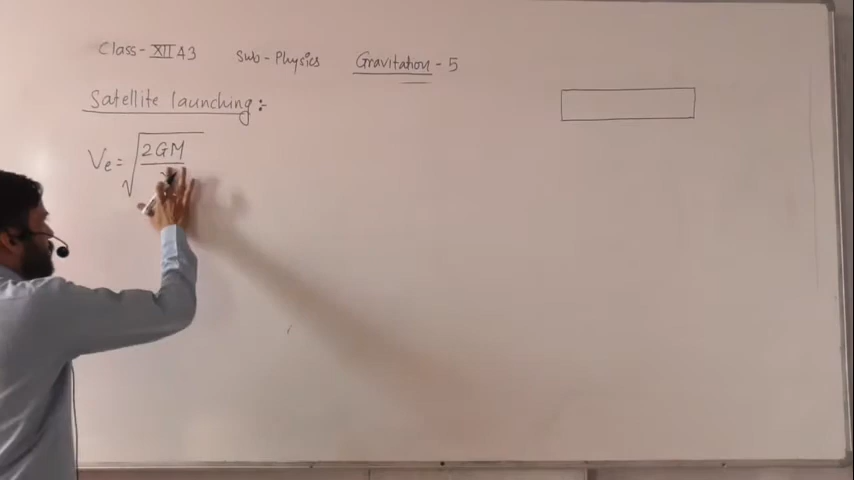 Class - XII A3 Sub - Physics Gravitation - 5
Satellite launching :-
Ve = √2GM